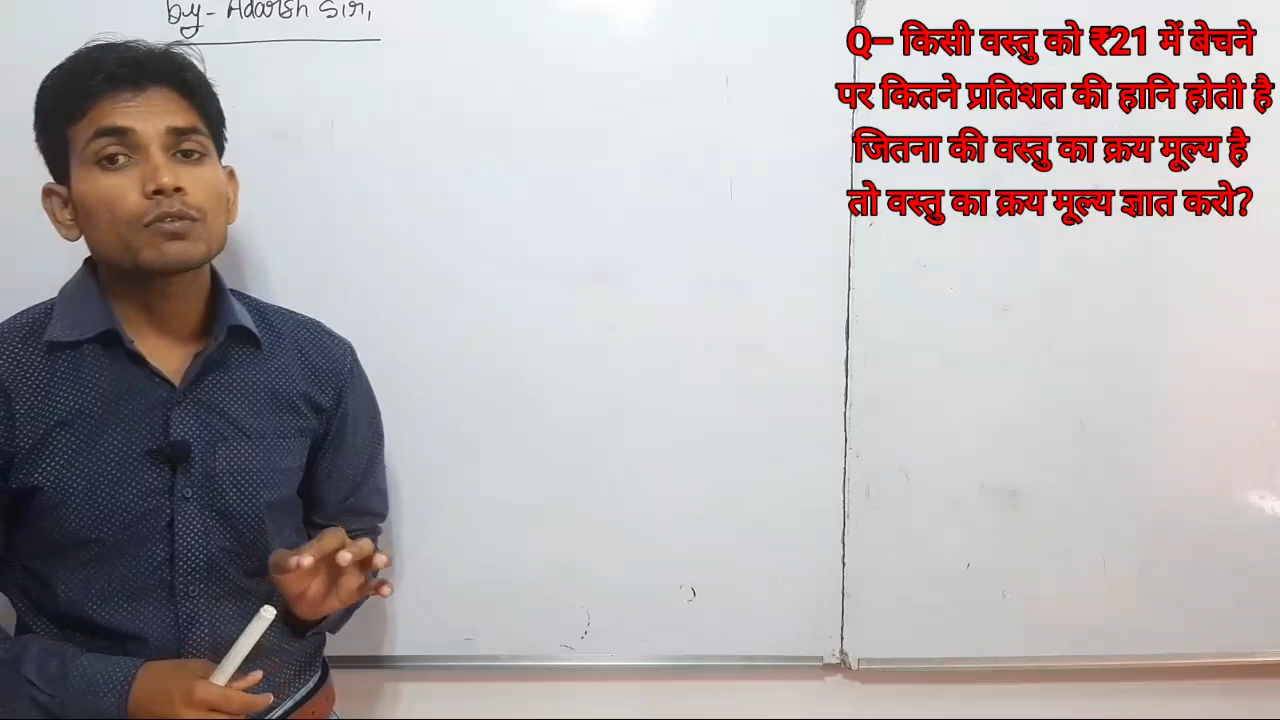 by- Adarsh Sir,
Q– किसी वस्तु को ₹21 में बेचने
पर कितने प्रतिशत की हानि होती है
जितना की वस्तु का क्रय मूल्य है
तो वस्तु का क्रय मूल्य ज्ञात करो?